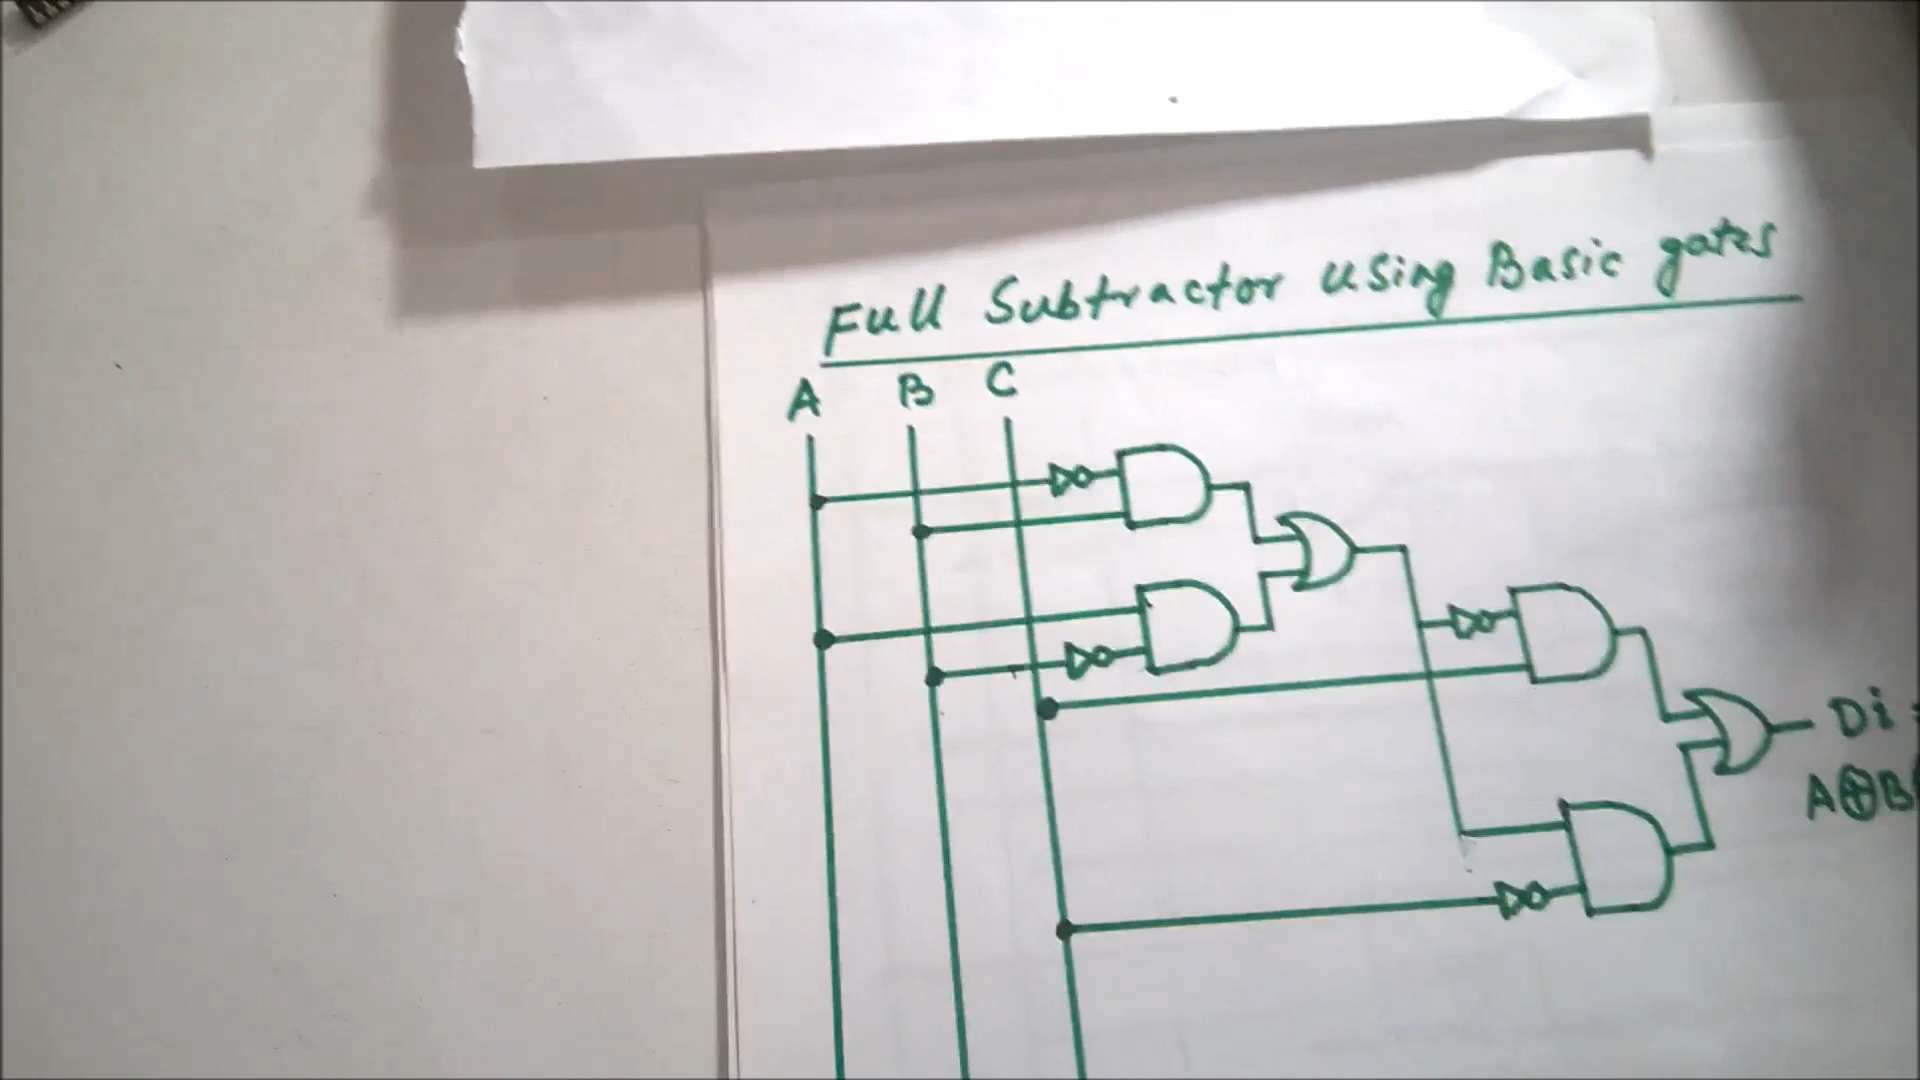 Full Subtractor using Basic gates
A B C
Di =
A⊕B